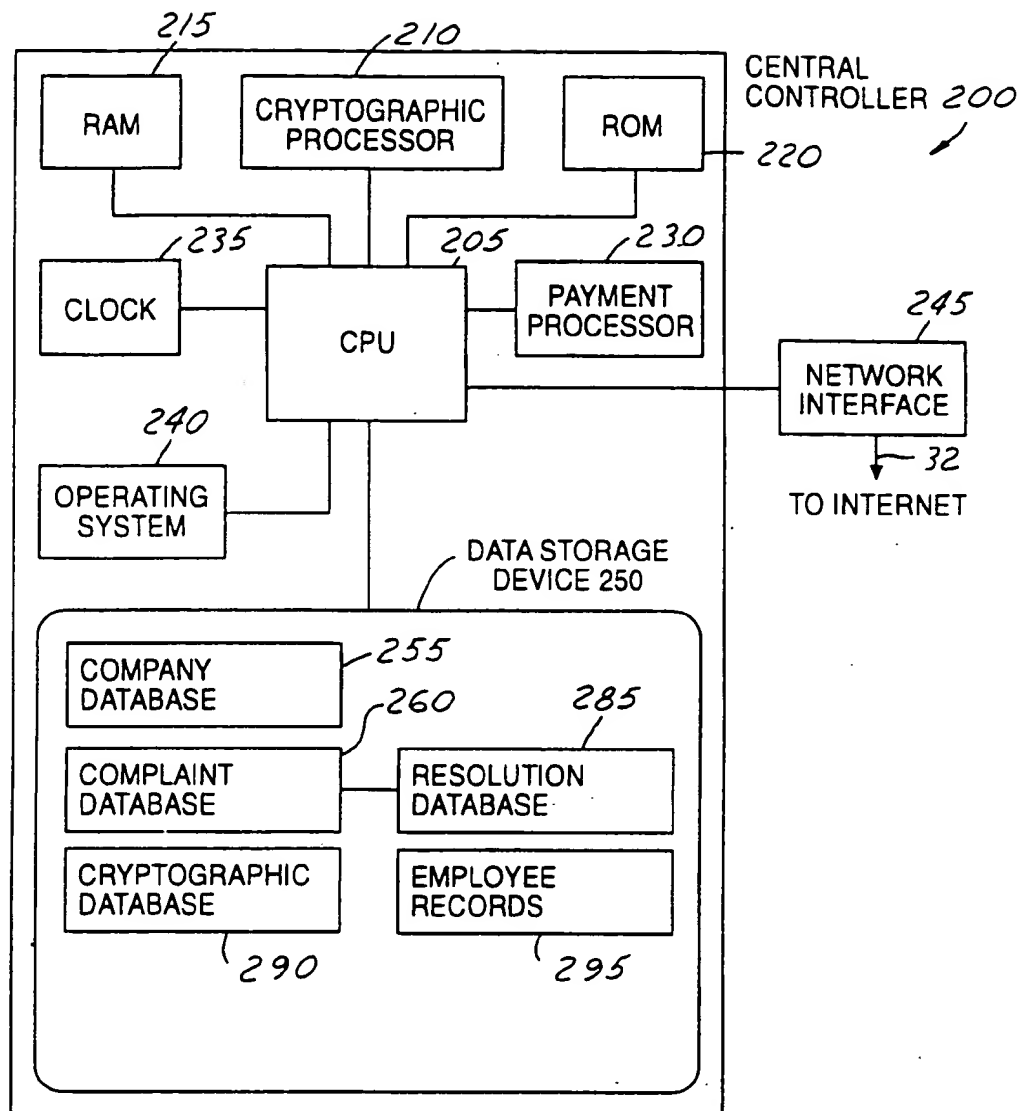 215
210
RAM
CRYPTOGRAPHIC
PROCESSOR
ROM
220
CENTRAL
CONTROLLER 200
235
205
230
CLOCK
CPU
PAYMENT
PROCESSOR
245
NETWORK
INTERFACE
32
TO INTERNET
240
OPERATING
SYSTEM
DATA STORAGE
DEVICE 250
COMPANY
DATABASE
255
260
285
COMPLAINT
DATABASE
RESOLUTION
DATABASE
CRYPTOGRAPHIC
DATABASE
EMPLOYEE
RECORDS
290
295